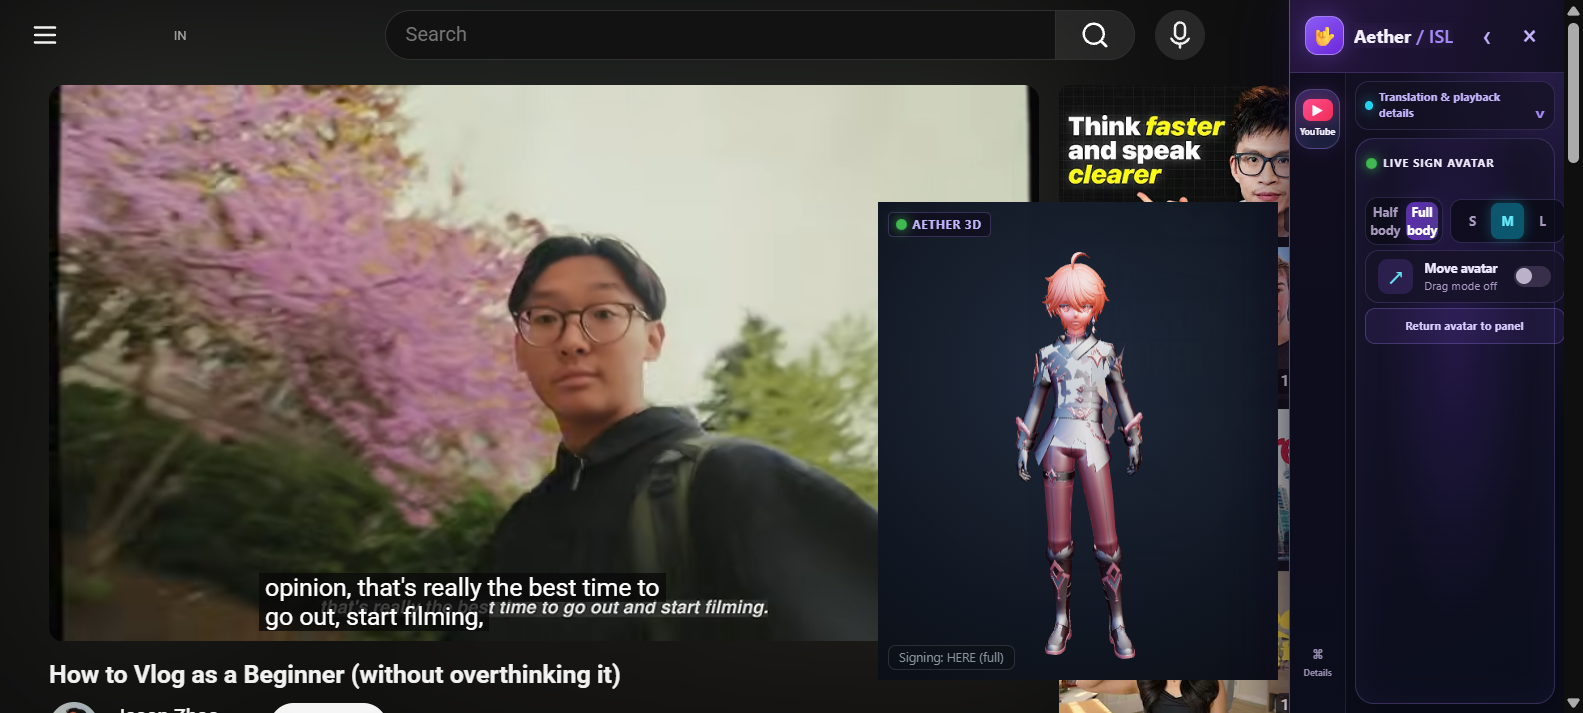 IN
Search
Aether / ISL
Think faster
and speak
clearer
YouTube
Translation & playback
details
LIVE SIGN AVATAR
Half
body
Full
body
S
M
L
Move avatar
Drag mode off
Return avatar to panel
AETHER 3D
Signing: HERE (full)
opinion, that's really the best time to
go out, start filming,
that's really the best time to go out and start filming.
How to Vlog as a Beginner (without overthinking it)
Details
1
1